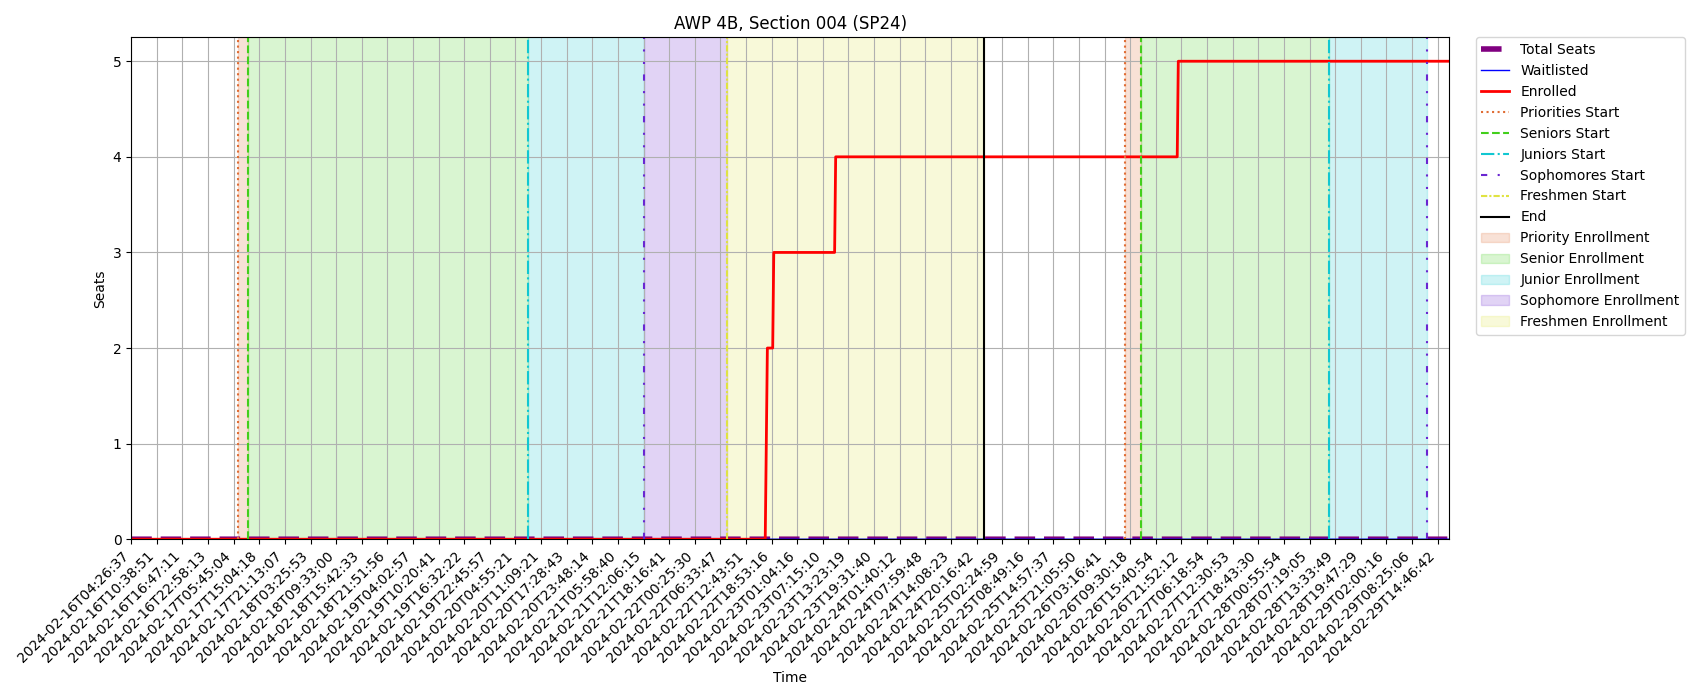 AWP 4B, Section 004 (SP24)
Seats
5
4
3
2
1
0
2024-02-16T04:26:37
2024-02-16T10:38:51
2024-02-16T16:47:11
2024-02-16T22:58:13
2024-02-17T05:45:04
2024-02-17T15:04:18
2024-02-17T21:13:07
2024-02-18T03:25:53
2024-02-18T09:33:00
2024-02-18T15:42:33
2024-02-18T21:51:56
2024-02-19T04:02:57
2024-02-19T10:20:41
2024-02-19T16:32:22
2024-02-19T22:45:57
2024-02-20T04:55:21
2024-02-20T11:09:21
2024-02-20T17:28:43
2024-02-20T23:48:14
2024-02-21T05:58:40
2024-02-21T12:06:15
2024-02-21T18:16:41
2024-02-22T00:25:30
2024-02-22T06:33:47
2024-02-22T12:43:51
2024-02-22T18:53:16
2024-02-23T01:04:16
2024-02-23T07:15:10
2024-02-23T13:23:19
2024-02-23T19:31:40
2024-02-24T01:40:12
2024-02-24T07:59:48
2024-02-24T14:08:23
2024-02-24T20:16:42
2024-02-25T02:24:59
2024-02-25T08:49:16
2024-02-25T14:57:37
2024-02-25T21:05:50
2024-02-26T03:16:41
2024-02-26T09:30:18
2024-02-26T15:40:54
2024-02-26T21:52:12
2024-02-27T06:18:54
2024-02-27T12:30:53
2024-02-27T18:43:30
2024-02-28T00:55:54
2024-02-28T07:19:05
2024-02-28T13:33:49
2024-02-28T19:47:29
2024-02-29T02:00:16
2024-02-29T08:25:06
2024-02-29T14:46:42
Time
Total Seats
Waitlisted
Enrolled
Priorities Start
Seniors Start
Juniors Start
Sophomores Start
Freshmen Start
End
Priority Enrollment
Senior Enrollment
Junior Enrollment
Sophomore Enrollment
Freshmen Enrollment